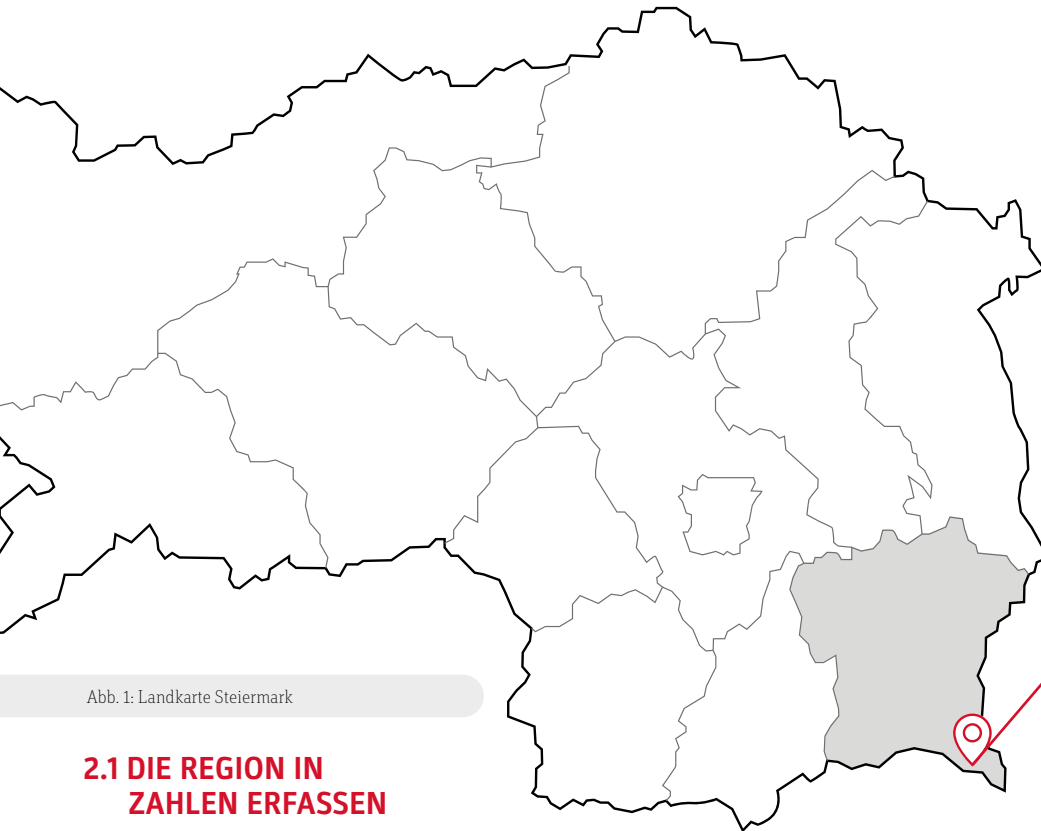 Abb. 1: Landkarte Steiermark
2.1 DIE REGION IN
ZAHLEN ERFASSEN